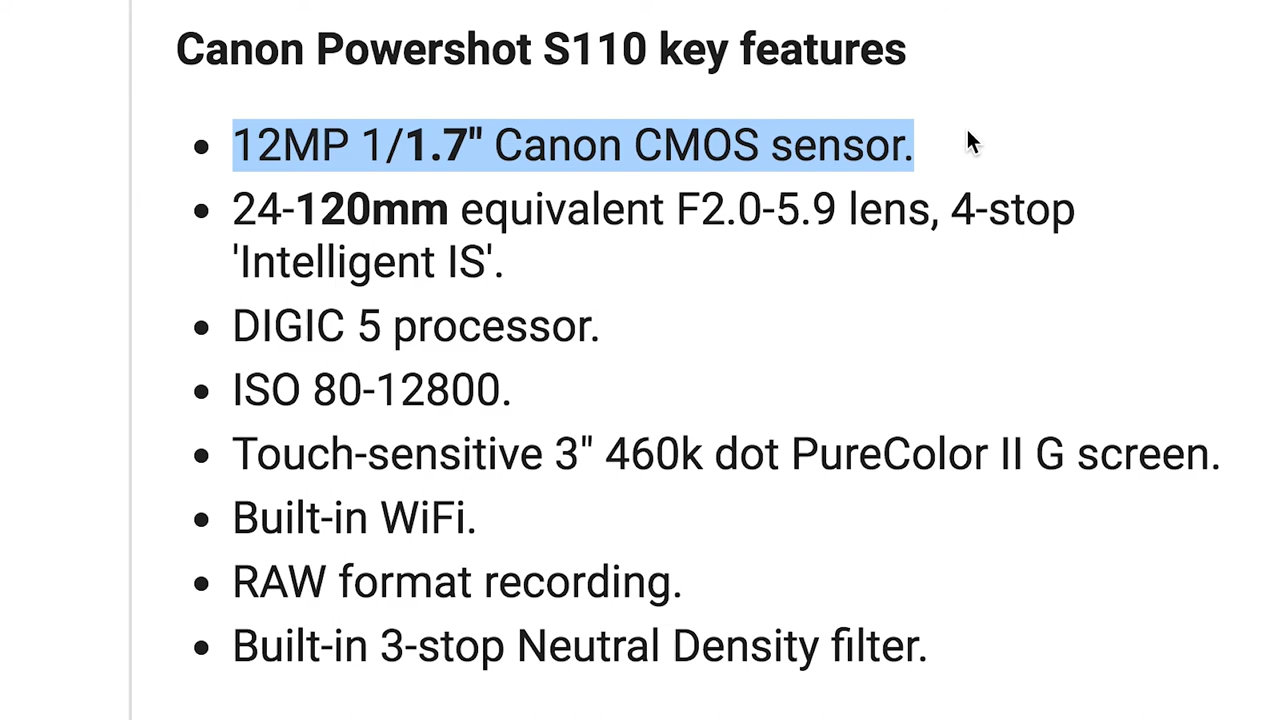 Canon Powershot S110 key features
• 12MP 1/1.7" Canon CMOS sensor.
• 24-120mm equivalent F2.0-5.9 lens, 4-stop
'Intelligent IS'.
• DIGIC 5 processor.
• ISO 80-12800.
• Touch-sensitive 3" 460k dot PureColor II G screen.
• Built-in WiFi.
• RAW format recording.
• Built-in 3-stop Neutral Density filter.